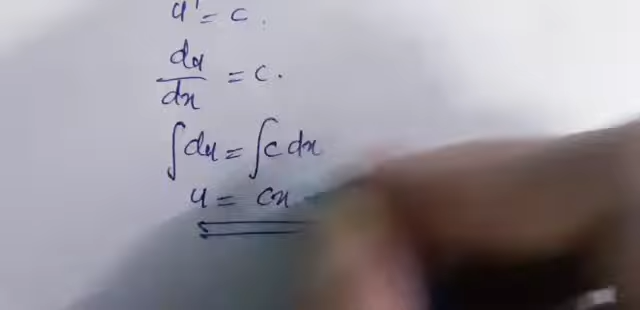 u' = c.
du/dx = c.
∫du = ∫c dx
u = cx